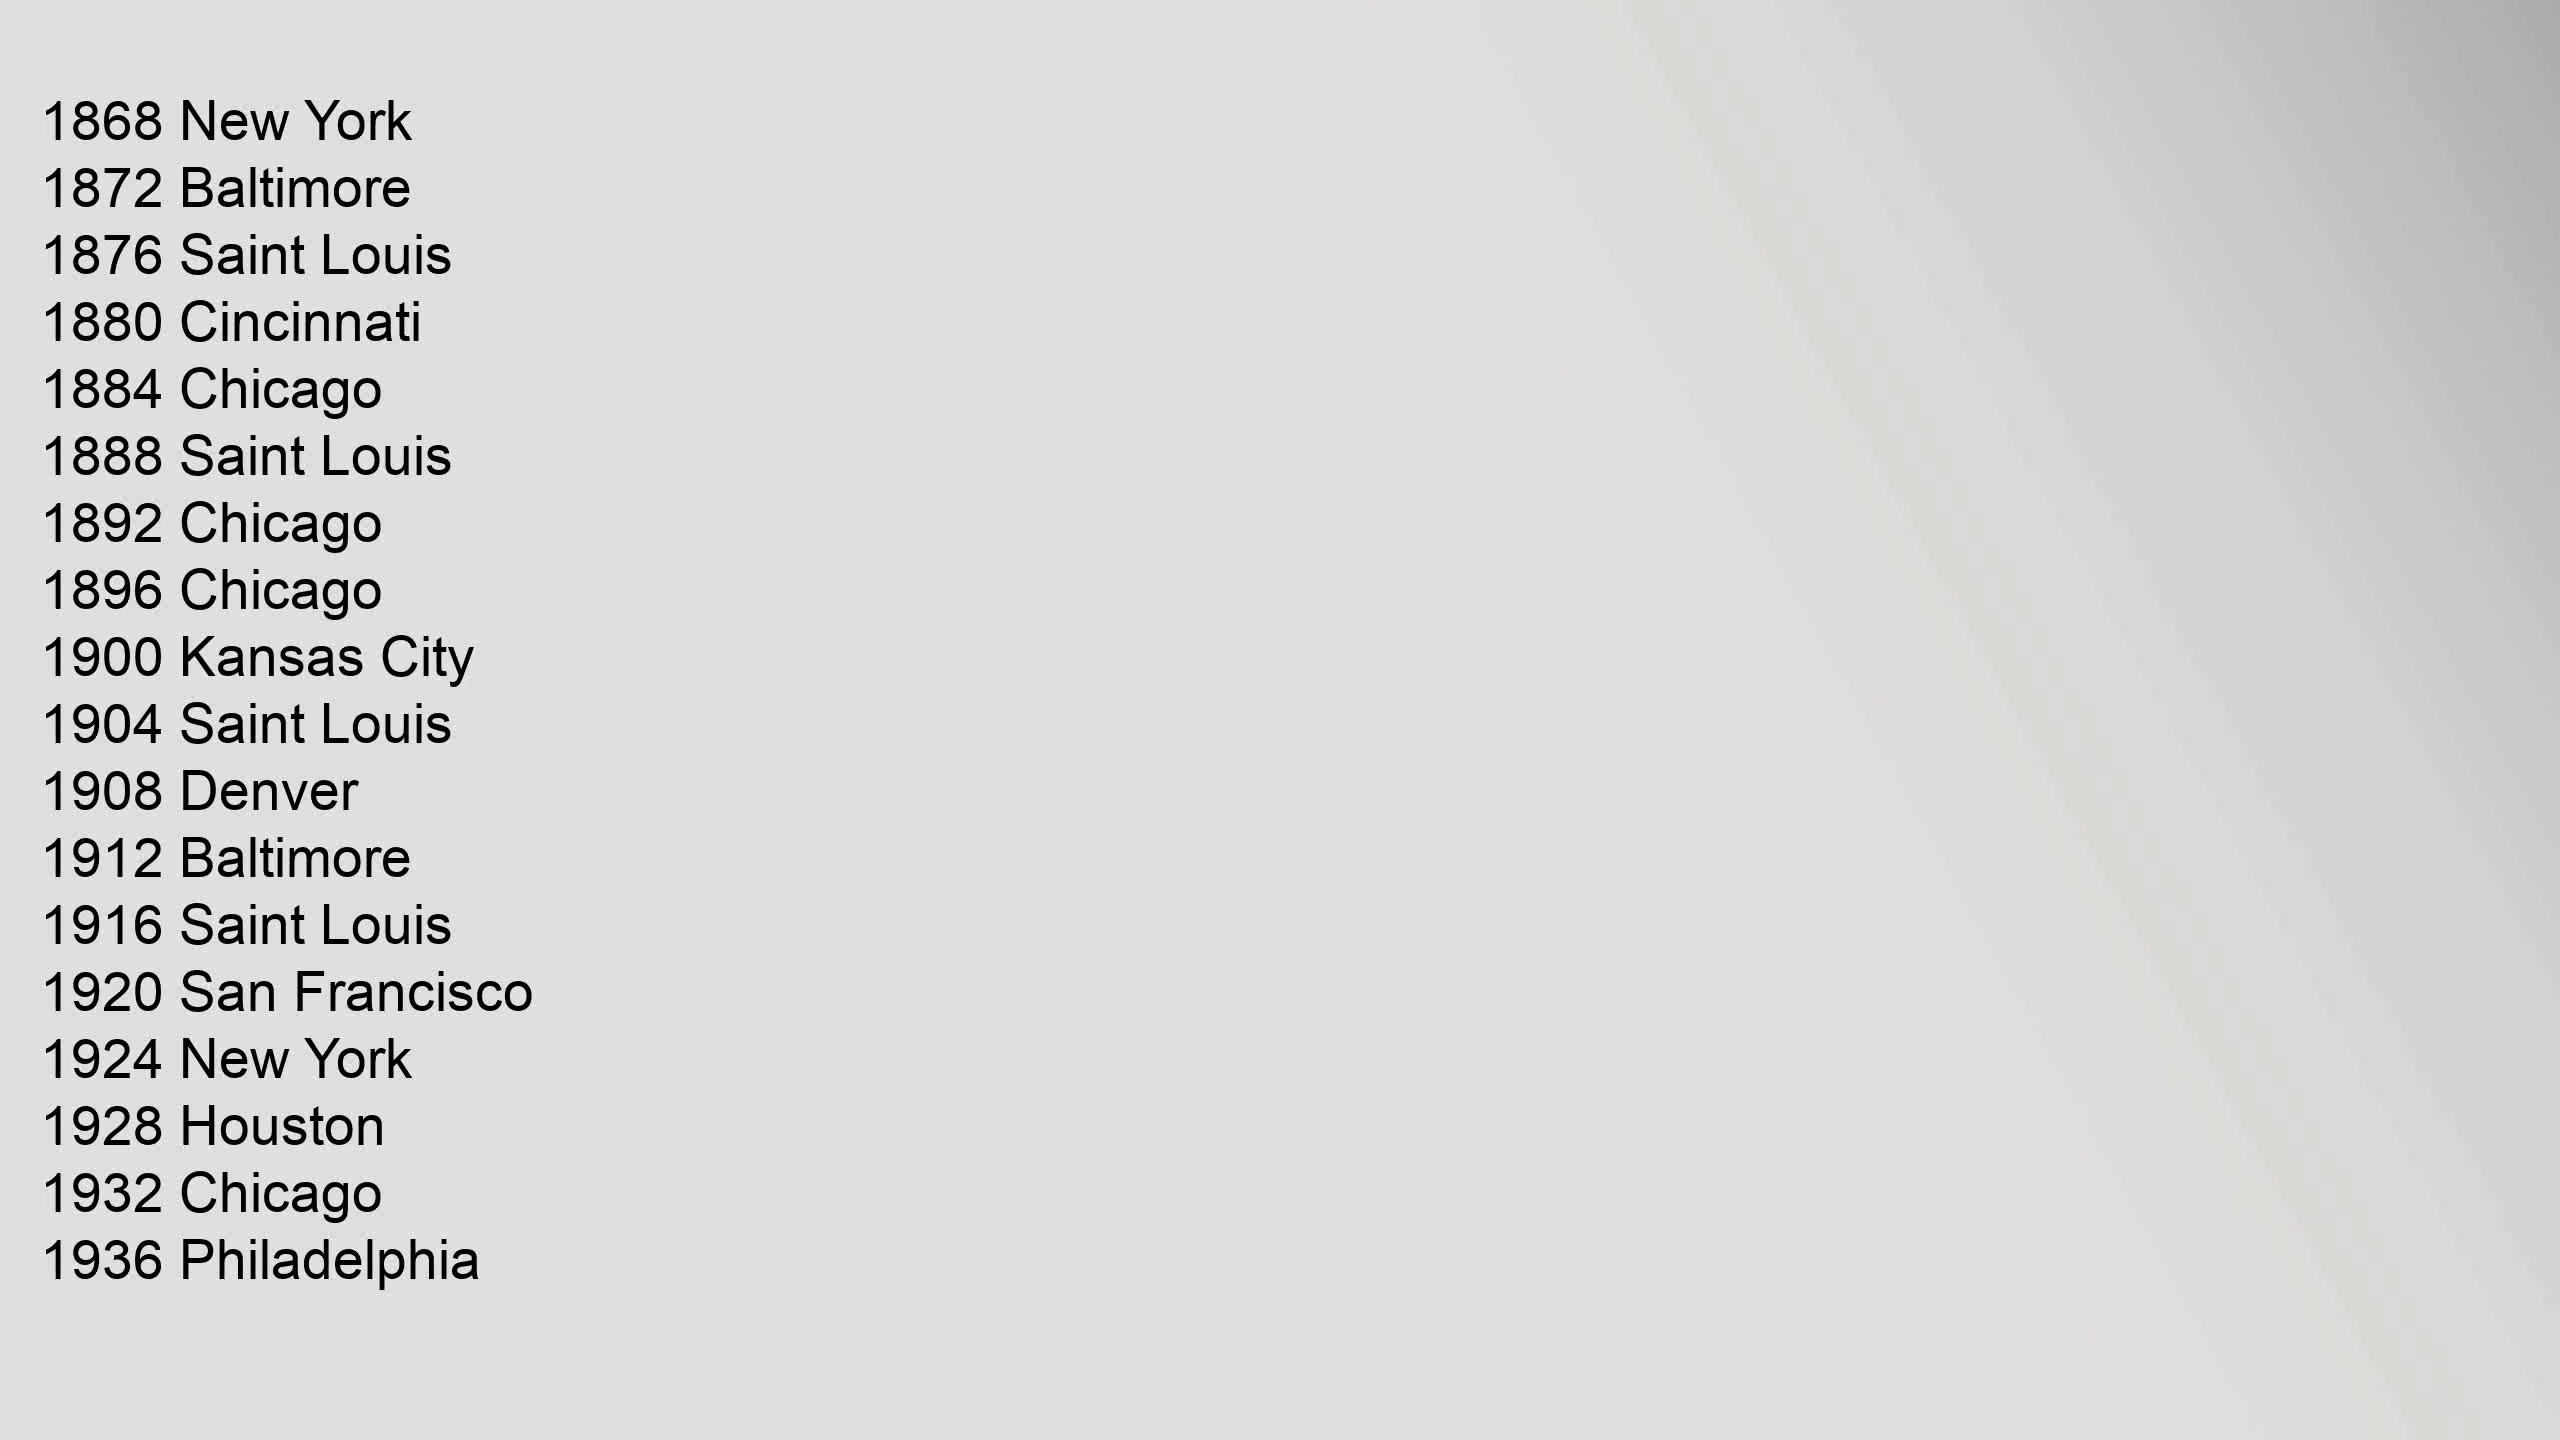 1868 New York
1872 Baltimore
1876 Saint Louis
1880 Cincinnati
1884 Chicago
1888 Saint Louis
1892 Chicago
1896 Chicago
1900 Kansas City
1904 Saint Louis
1908 Denver
1912 Baltimore
1916 Saint Louis
1920 San Francisco
1924 New York
1928 Houston
1932 Chicago
1936 Philadelphia